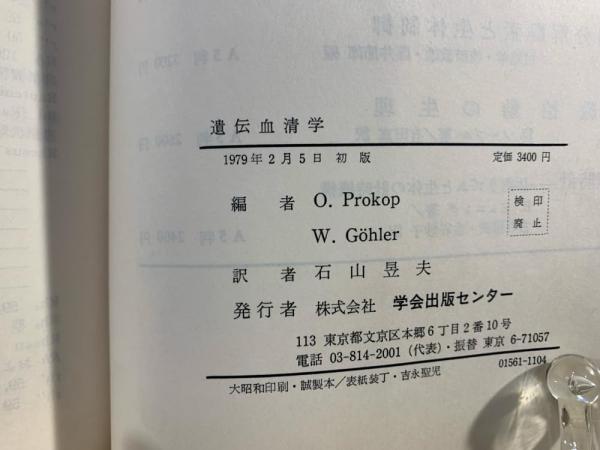 遺伝血清学
1979年2月5日 初版 定価 3400円
編者 O. Prokop
W. Göhler
検印
廃止
訳者 石山昱夫
発行者 株式会社 学会出版センター
113 東京都文京区本郷6丁目2番10号
電話 03-814-2001(代表)・振替 東京 6-71057
01561-1104
大昭和印刷・誠製本/表紙装丁・吉永聖児